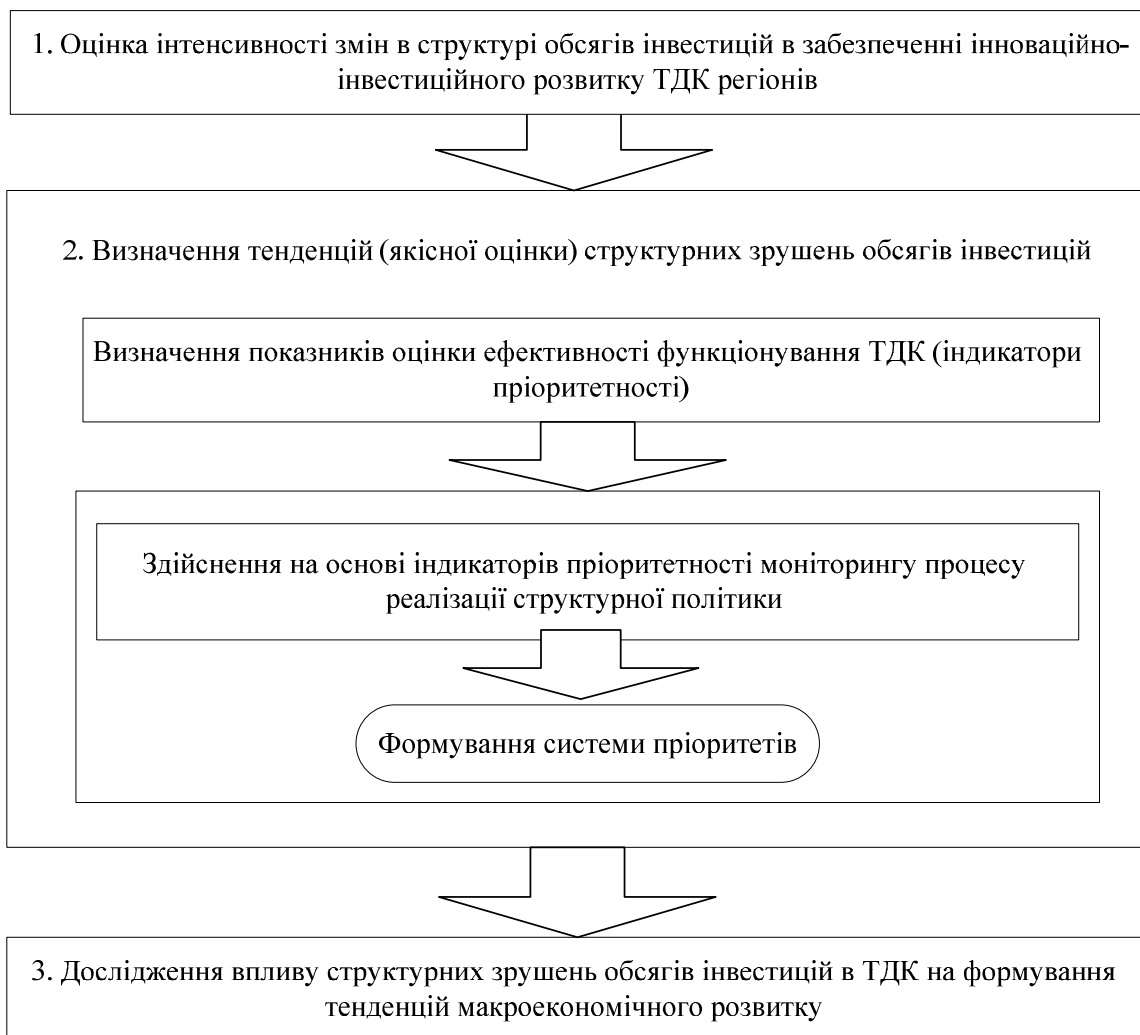 1. Оцінка інтенсивності змін в структурі обсягів інвестицій в забезпеченні інноваційно-
інвестиційного розвитку ТДК регіонів
2. Визначення тенденцій (якісної оцінки) структурних зрушень обсягів інвестицій
Визначення показників оцінки ефективності функціонування ТДК (індикатори
пріоритетності)
Здійснення на основі індикаторів пріоритетності моніторингу процесу
реалізації структурної політики
Формування системи пріоритетів
3. Дослідження впливу структурних зрушень обсягів інвестицій в ТДК на формування
тенденцій макроекономічного розвитку